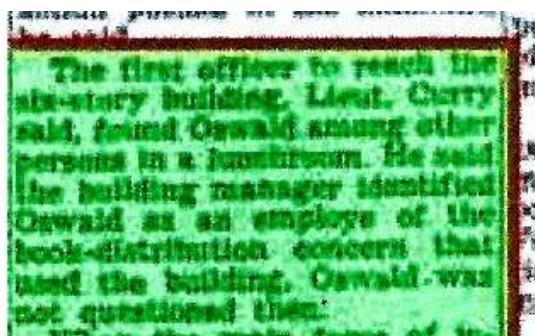 he said.
The first officer to reach the
six-story building, Lieut. Curry
said, found Oswald among other
persons in a lunchroom. He said
the building manager identified
Oswald as an employe of the
book-distribution concern that
used the building. Oswald was
not questioned then.